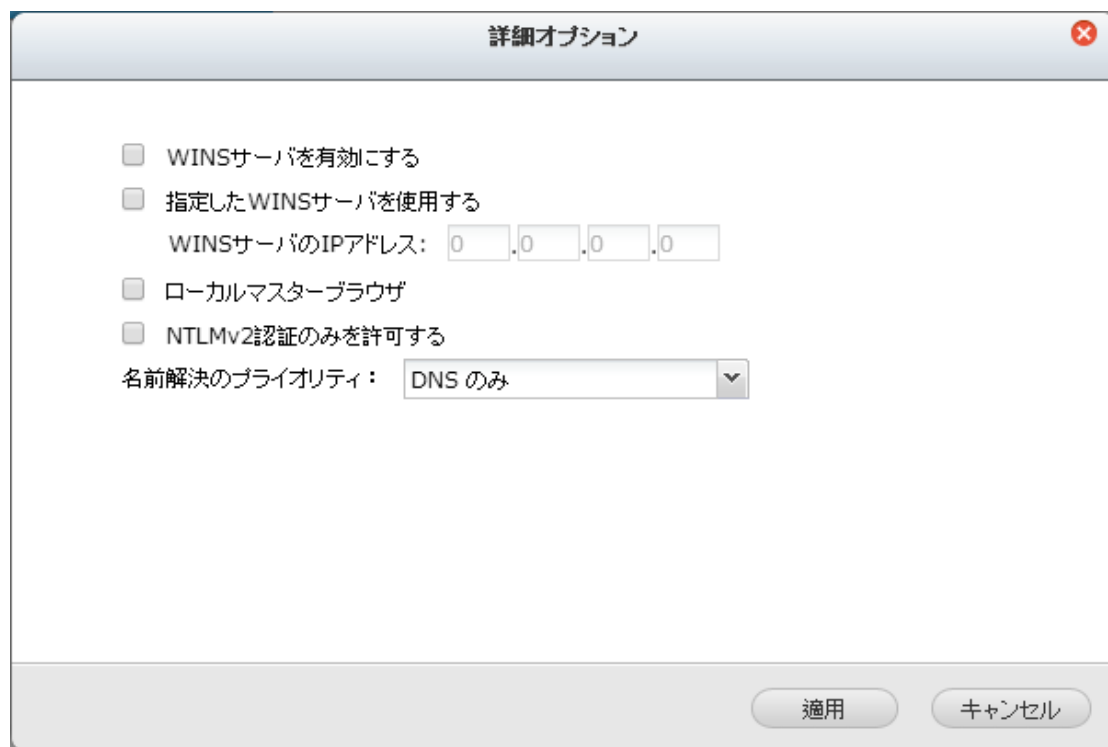 詳細オプション
WINSサーバを有効にする
指定したWINSサーバを使用する
WINSサーバのIPアドレス: 0 .0 .0 .0
ローカルマスターブラウザ
NTLMv2認証のみを許可する
名前解決のプライオリティ： DNS のみ
適用 キャンセル